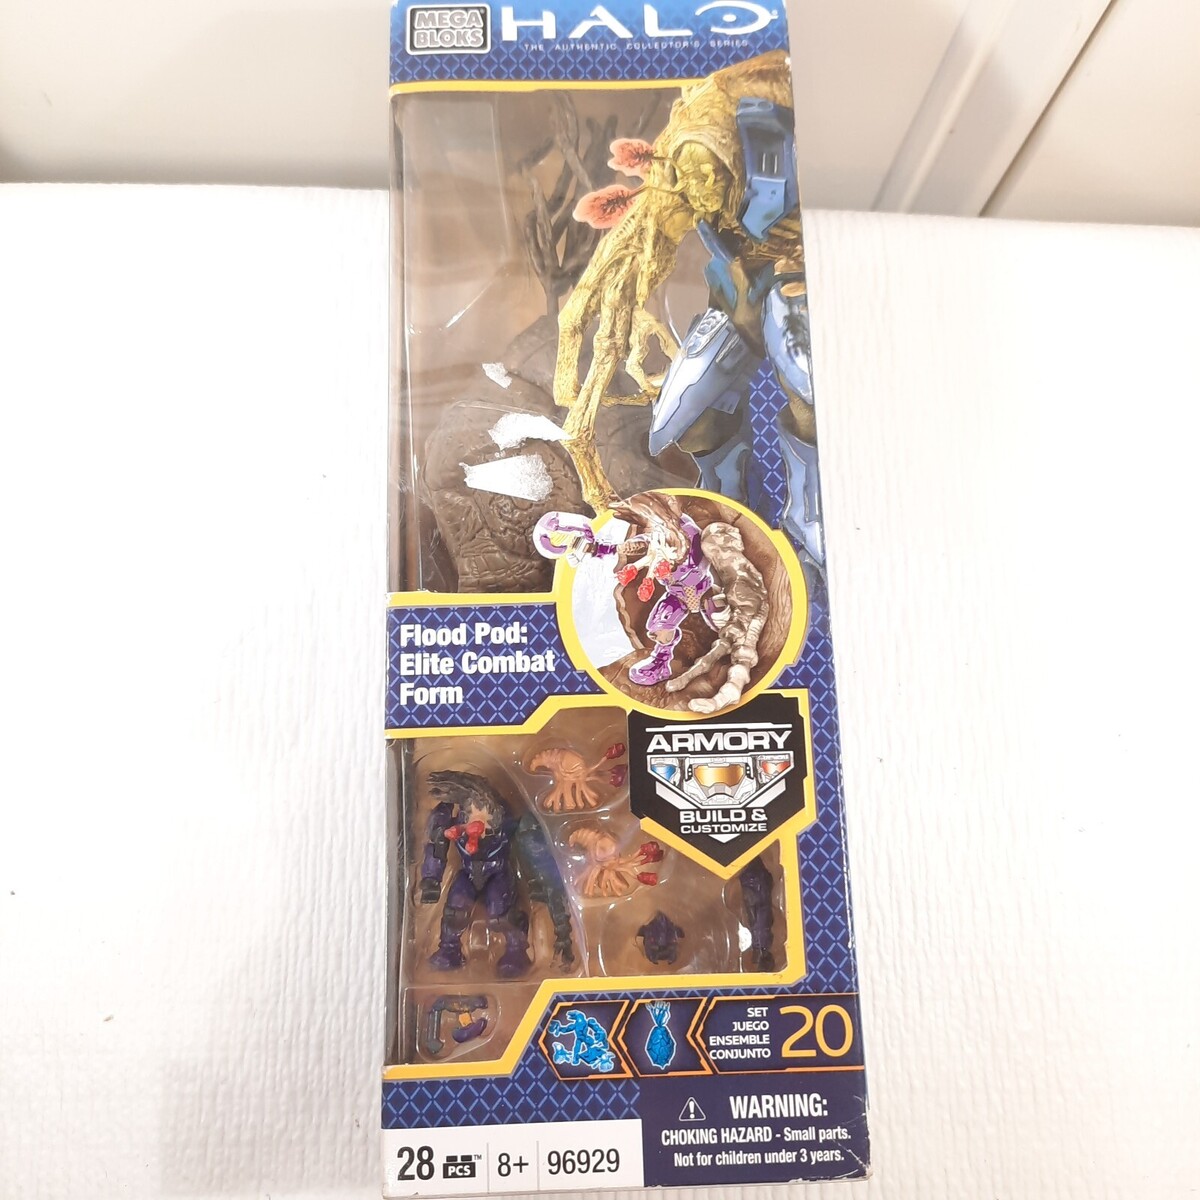 MEGA
BLOKS
HALO
THE AUTHENTIC COLLECTOR'S SERIES
Flood Pod:
Elite Combat
Form
ARMORY
BUILD &
CUSTOMIZE
SET
JUEGO
ENSEMBLE
CONJUNTO
20
WARNING:
CHOKING HAZARD - Small parts.
Not for children under 3 years.
28 PCS™ 8+ 96929